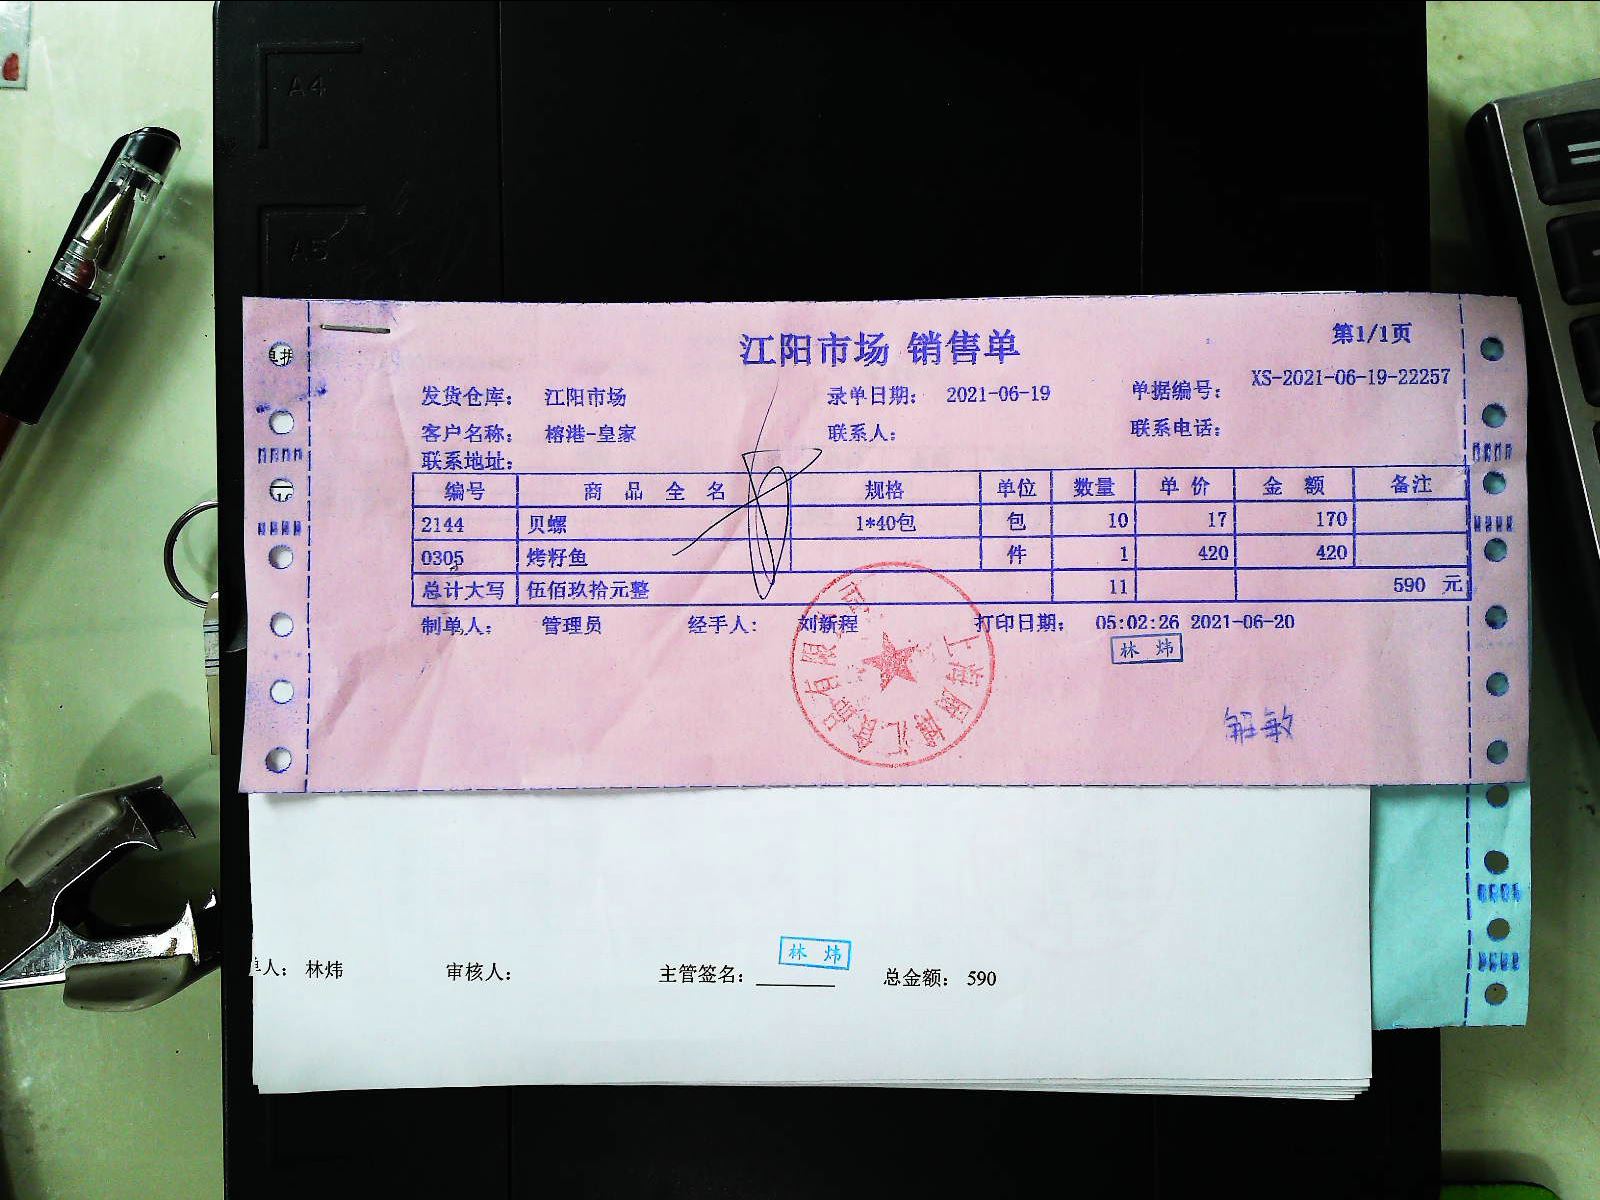 A4
A5
江阳市场 销售单
第1/1页
发货仓库： 江阳市场 录单日期： 2021-06-19 单据编号： XS-2021-06-19-22257
客户名称： 榕港-皇家 联系人： 联系电话：
联系地址：
编号 商 品 全 名 规格 单位 数量 单 价 金 额 备注
2144 贝螺 1*40包 包 10 17 170
0305 烤籽鱼 件 1 420 420
总计大写 伍佰玖拾元整 11 590 元
制单人： 管理员 经手人： 刘新程 打印日期： 05:02:26 2021-06-20
林 炜
敏
林 炜
单人： 林炜 审核人： 主管签名： 总金额： 590